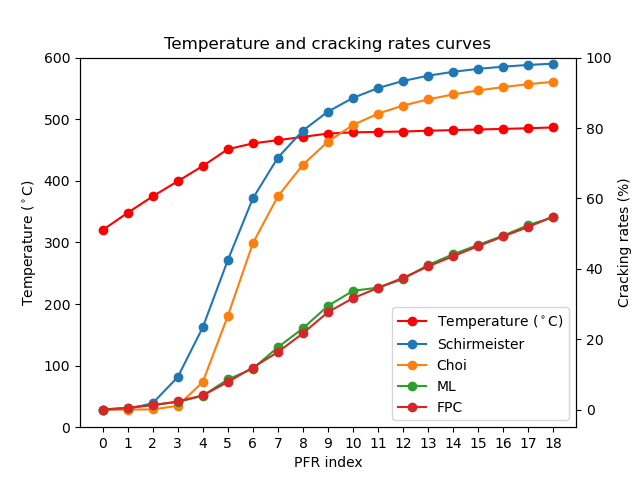 Temperature and cracking rates curves
600
500
400
300
200
100
0
Temperature (°C)
100
80
60
40
20
0
Cracking rates (%)
Temperature (°C)
Schirmeister
Choi
ML
FPC
0 1 2 3 4 5 6 7 8 9 10 11 12 13 14 15 16 17 18
PFR index